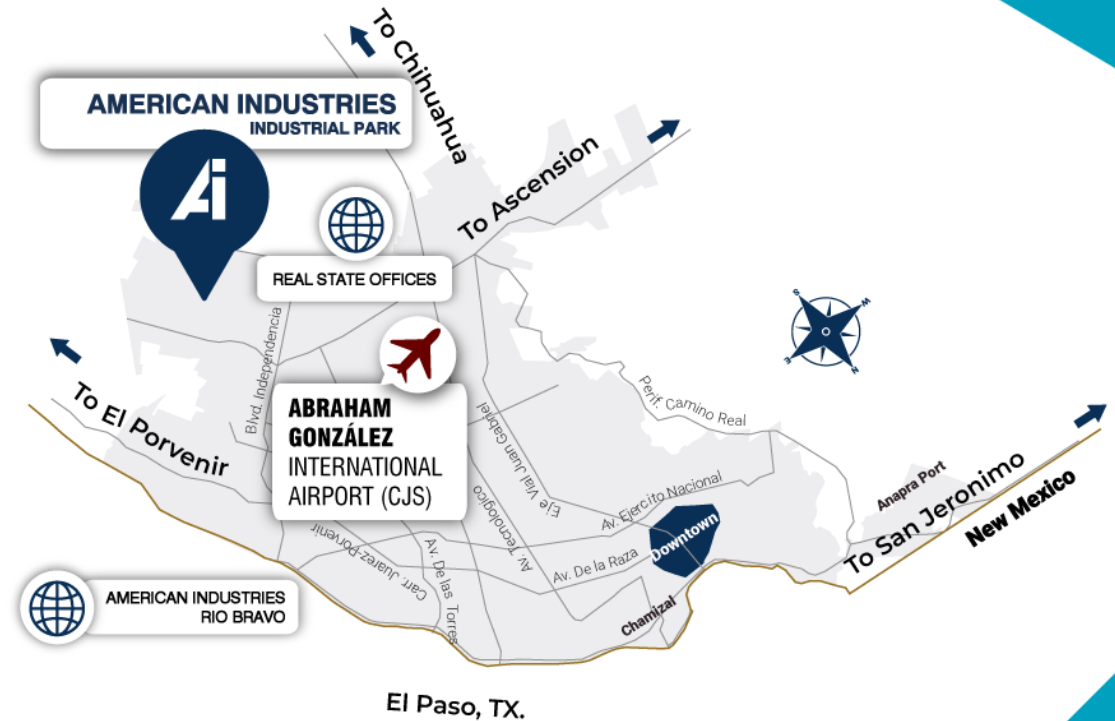 To Chihuahua
AMERICAN INDUSTRIES
INDUSTRIAL PARK
Ai
To Ascension
REAL STATE OFFICES
S
W
E
N
Blvd. Independencia
To El Porvenir
ABRAHAM
GONZÁLEZ
INTERNATIONAL
AIRPORT (CJS)
Eje Vial Juan Gabriel
Perif. Camino Real
Av. Tecnologico
Av. Ejercito Nacional
Downtown
Anapra Port
To San Jeronimo
New Mexico
Carr. Juarez-Porvenir
Av. De las Torres
Av. De la Raza
Chamizal
AMERICAN INDUSTRIES
RIO BRAVO
El Paso, TX.